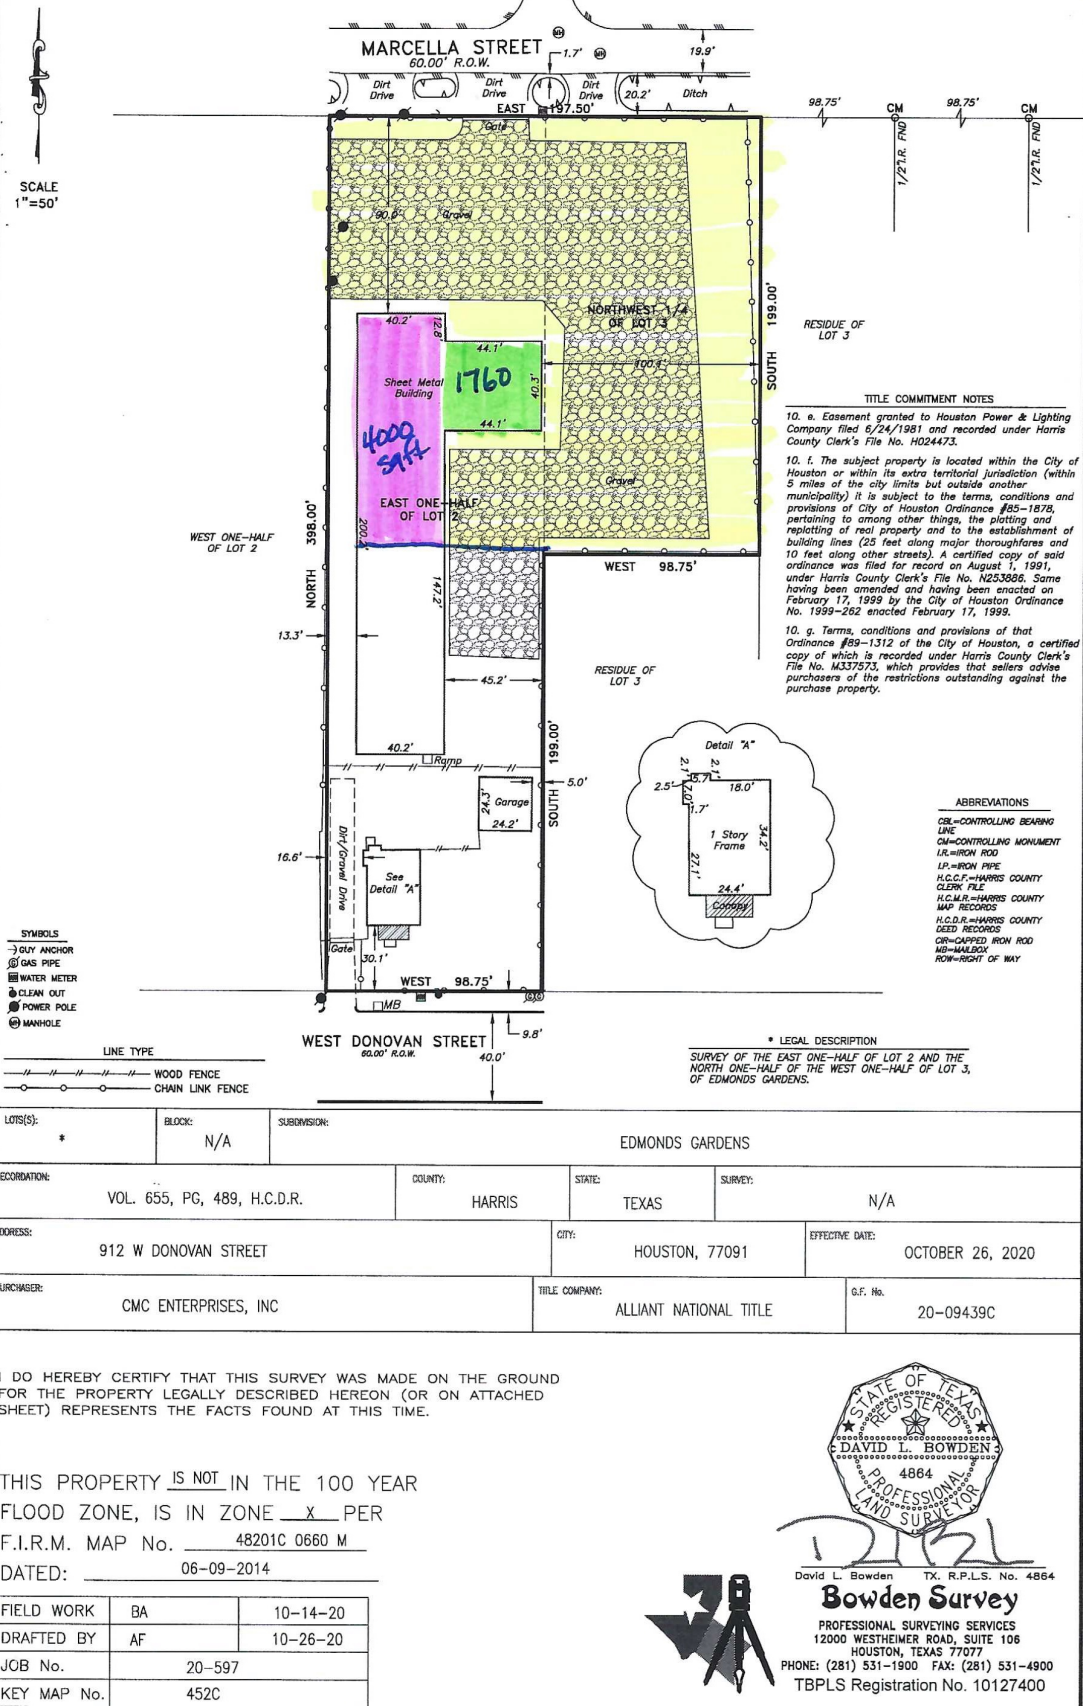 MARCELLA STREET
60.00' R.O.W.
MH
MH
1.7'
19.9'
Dirt
Drive
Dirt
Drive
Dirt
Drive
20.2'
Ditch
EAST 197.50'
98.75'
CM
98.75'
CM
1/2"I.R. FND
1/2"I.R. FND
SCALE
1"=50'
Gate
90.0'
Gravel
NORTHWEST 1/4
OF LOT 3
SOUTH 199.00'
RESIDUE OF
LOT 3
40.2'
12.8'
44.1'
100.1'
Sheet Metal
Building
1760
40.3'
44.1'
4000
sqft
Gravel
EAST ONE-HALF
OF LOT 2
200.2'
NORTH 398.00'
WEST ONE-HALF
OF LOT 2
WEST 98.75'
147.2'
13.3'
45.2'
RESIDUE OF
LOT 3
40.2'
Ramp
SOUTH 199.00'
5.0'
Garage
24.3'
24.2'
16.6'
Dirt/Gravel Drive
See
Detail "A"
Gate
30.1'
WEST 98.75'
MB
WEST DONOVAN STREET
60.00' R.O.W.
9.8'
40.0'
TITLE COMMITMENT NOTES
10. e. Easement granted to Houston Power & Lighting
Company filed 6/24/1981 and recorded under Harris
County Clerk's File No. H024473.
10. f. The subject property is located within the City of
Houston or within its extra territorial jurisdiction (within
5 miles of the city limits but outside another
municipality) it is subject to the terms, conditions and
provisions of City of Houston Ordinance #85-1878,
pertaining to among other things, the platting and
replatting of real property and to the establishment of
building lines (25 feet along major thoroughfares and
10 feet along other streets). A certified copy of said
ordinance was filed for record on August 1, 1991,
under Harris County Clerk's File No. N253886. Same
having been amended and having been enacted on
February 17, 1999 by the City of Houston Ordinance
No. 1999-262 enacted February 17, 1999.
10. g. Terms, conditions and provisions of that
Ordinance #89-1312 of the City of Houston, a certified
copy of which is recorded under Harris County Clerk's
File No. M337573, which provides that sellers advise
purchasers of the restrictions outstanding against the
purchase property.
Detail "A"
2.1'
5.7'
2.1'
2.5'
7.0'
18.0'
1.7'
1 Story
Frame
34.2'
27.1'
24.4'
Canopy
ABBREVIATIONS
CBL=CONTROLLING BEARING
LINE
CM=CONTROLLING MONUMENT
I.R.=IRON ROD
I.P.=IRON PIPE
H.C.C.F.=HARRIS COUNTY
CLERK FILE
H.C.M.R.=HARRIS COUNTY
MAP RECORDS
H.C.D.R.=HARRIS COUNTY
DEED RECORDS
CIR=CAPPED IRON ROD
MB=MAILBOX
ROW=RIGHT OF WAY
SYMBOLS
GUY ANCHOR
GAS PIPE
WATER METER
CLEAN OUT
POWER POLE
MANHOLE
LINE TYPE
WOOD FENCE
CHAIN LINK FENCE
* LEGAL DESCRIPTION
SURVEY OF THE EAST ONE-HALF OF LOT 2 AND THE
NORTH ONE-HALF OF THE WEST ONE-HALF OF LOT 3,
OF EDMONDS GARDENS.
LOTS(S): * BLOCK: N/A SUBDIVISION: EDMONDS GARDENS
ECORDATION: VOL. 655, PG, 489, H.C.D.R. COUNTY: HARRIS STATE: TEXAS SURVEY: N/A
DDRESS: 912 W DONOVAN STREET CITY: HOUSTON, 77091 EFFECTIVE DATE: OCTOBER 26, 2020
URCHASER: CMC ENTERPRISES, INC TITLE COMPANY: ALLIANT NATIONAL TITLE G.F. No. 20-09439C
I DO HEREBY CERTIFY THAT THIS SURVEY WAS MADE ON THE GROUND
FOR THE PROPERTY LEGALLY DESCRIBED HEREON (OR ON ATTACHED
SHEET) REPRESENTS THE FACTS FOUND AT THIS TIME.
THIS PROPERTY IS NOT IN THE 100 YEAR
FLOOD ZONE, IS IN ZONE X PER
F.I.R.M. MAP No. 48201C 0660 M
DATED: 06-09-2014
FIELD WORK BA 10-14-20
DRAFTED BY AF 10-26-20
JOB No. 20-597
KEY MAP No. 452C
STATE OF TEXAS
REGISTERED
DAVID L. BOWDEN
4864
PROFESSIONAL
LAND SURVEYOR
David L. Bowden TX. R.P.L.S. No. 4864
Bowden Survey
PROFESSIONAL SURVEYING SERVICES
12000 WESTHEIMER ROAD, SUITE 106
HOUSTON, TEXAS 77077
PHONE: (281) 531-1900 FAX: (281) 531-4900
TBPLS Registration No. 10127400